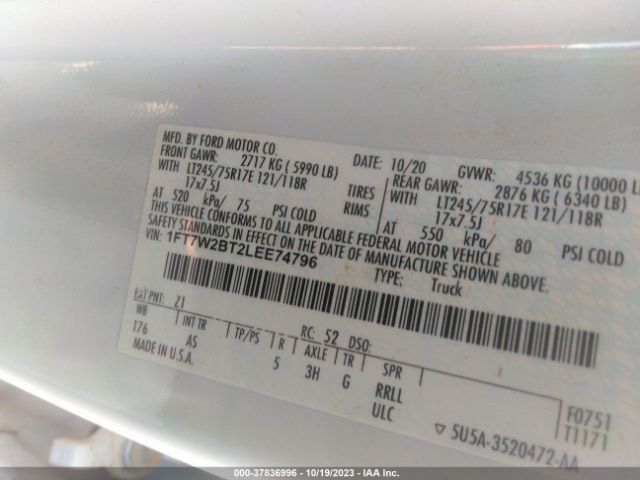 MFD. BY FORD MOTOR CO. DATE: 10/20 GVWR: 4536 KG (10000 L
FRONT GAWR: 2717 KG ( 5990 LB) REAR GAWR: 2876 KG ( 6340 LB)
WITH LT245/75R17E 121/118R TIRES WITH LT245/75R17E 121/118R
17x7.5J RIMS 17x7.5J
AT 520 kPa/ 75 PSI COLD AT 550 kPa/ 80 PSI COLD
THIS VEHICLE CONFORMS TO ALL APPLICABLE FEDERAL MOTOR VEHICLE
SAFETY STANDARDS IN EFFECT ON THE DATE OF MANUFACTURE SHOWN ABOVE.
VIN: 1FT7W2BT2LEE74796 TYPE: Truck
EXT PNT: Z1 RC: 52 DSO:
WB INT TR TP/PS R AXLE TR SPR
176 AS 5 3H G RRLL
ULC
MADE IN U.S.A.
F0751
T1171
5U5A-3520472-AA
000-37836996 - 10/19/2023 - IAA Inc.